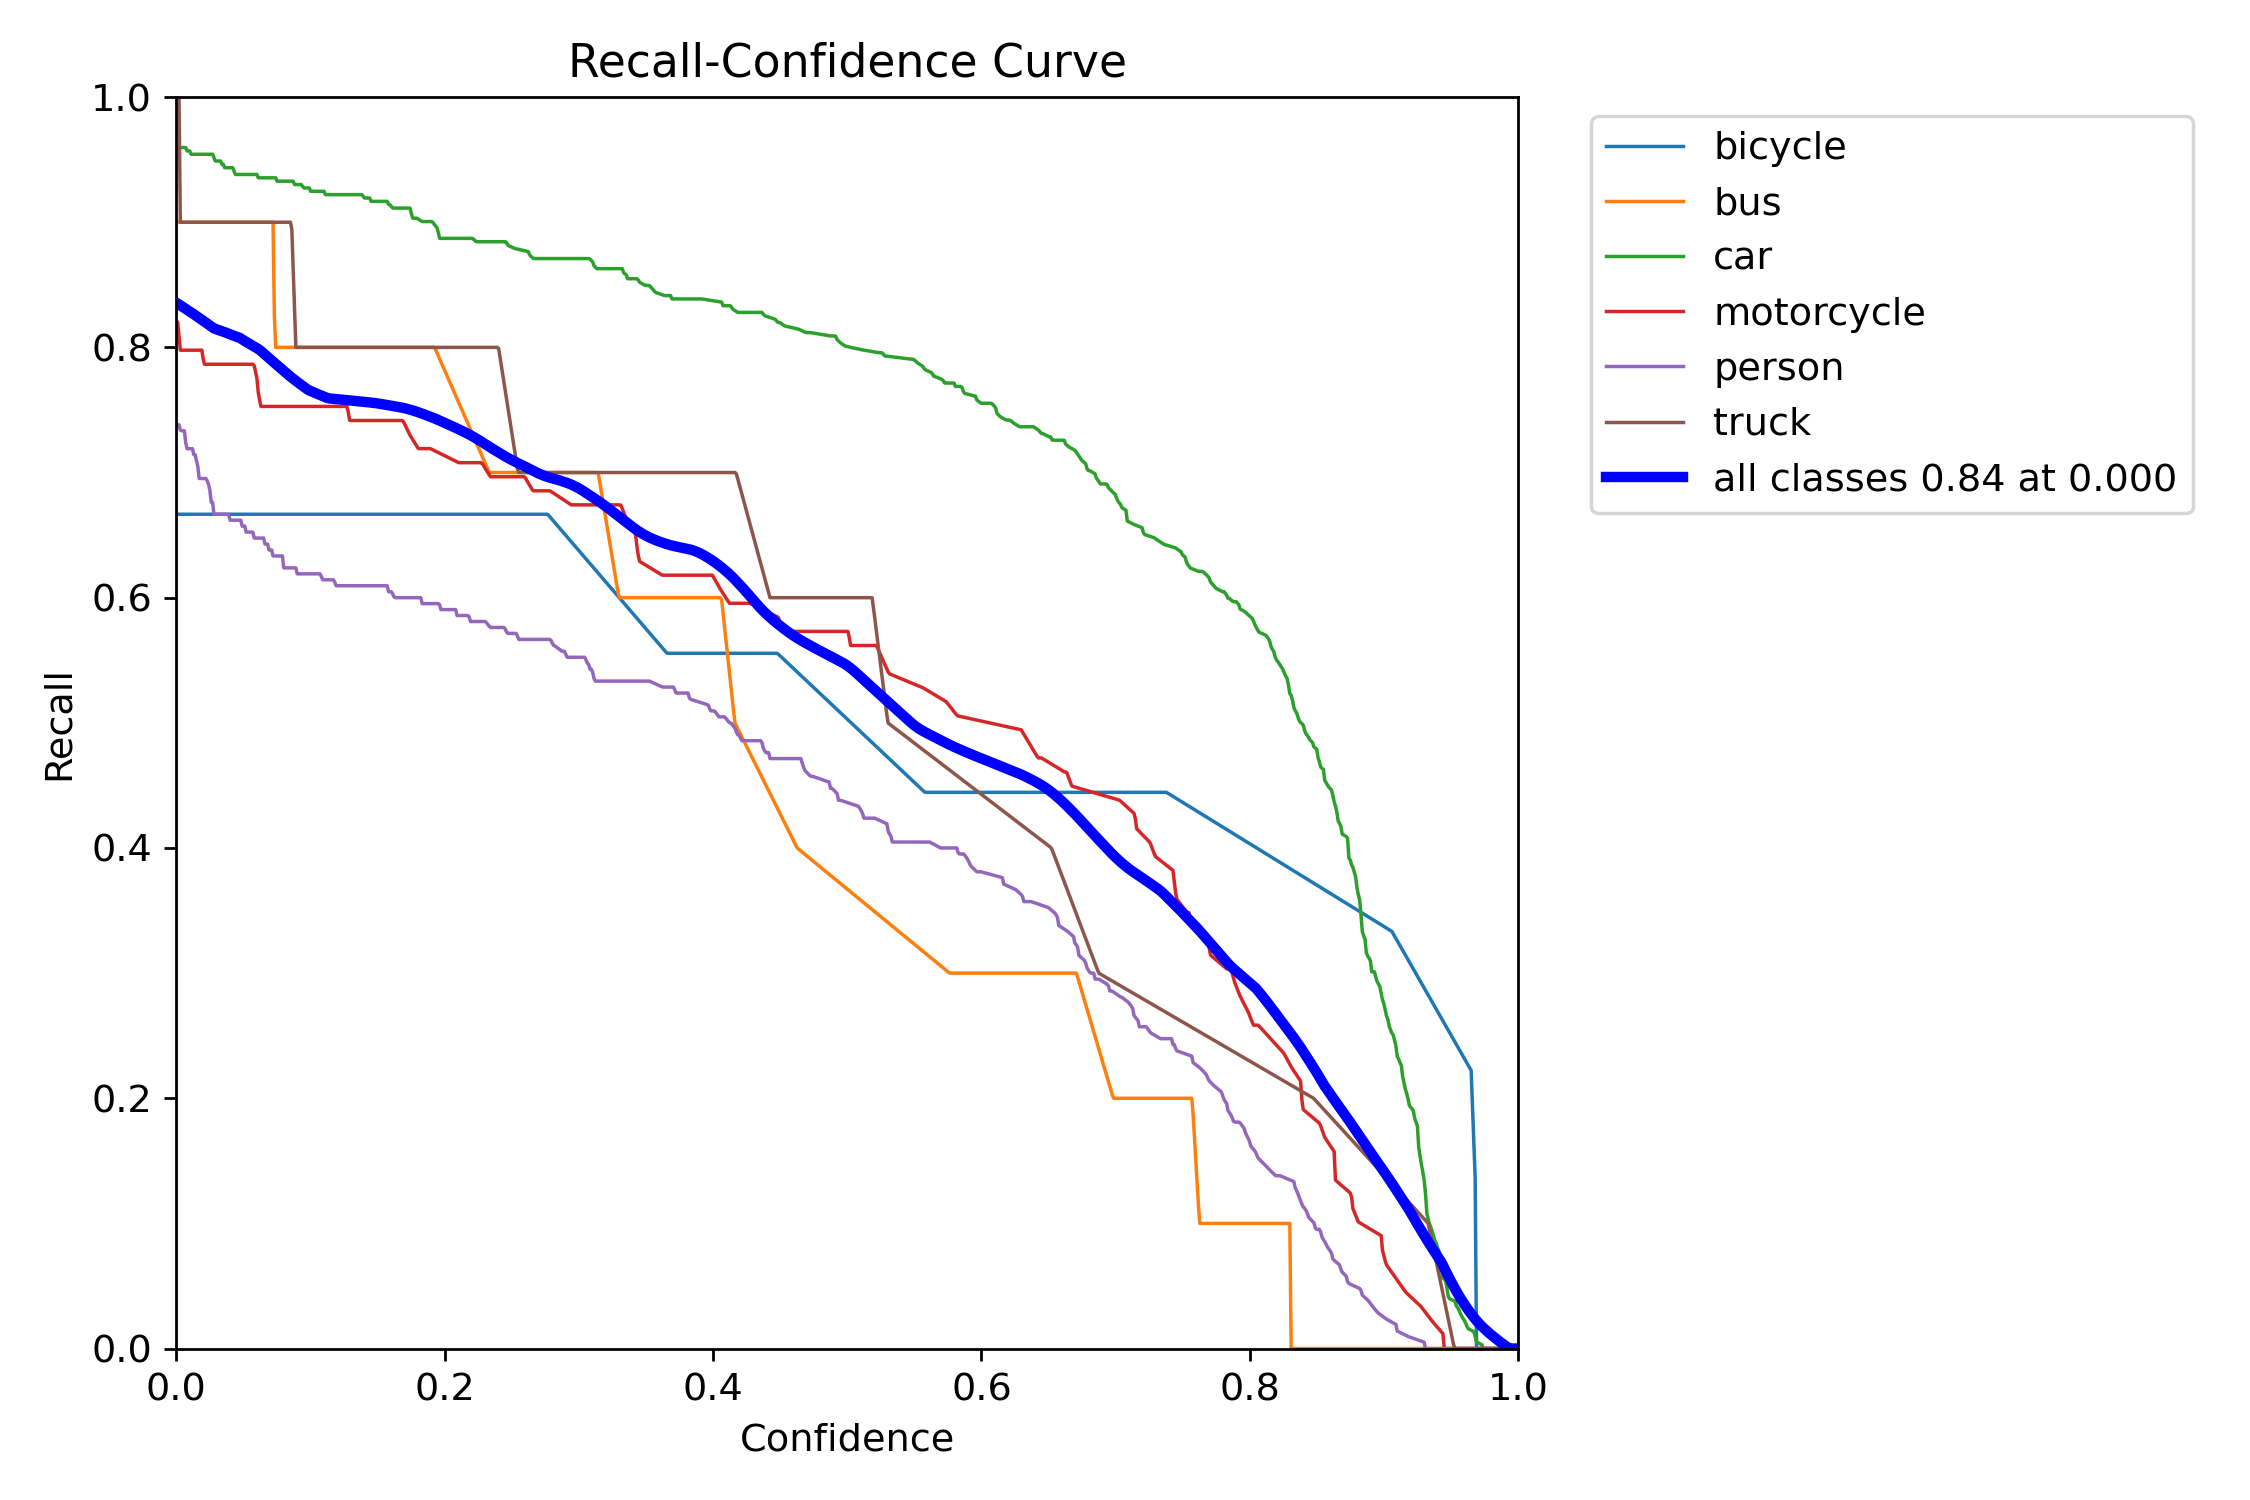 Recall-Confidence Curve
1.0
0.8
0.6
0.4
0.2
0.0
Recall
0.0 0.2 0.4 0.6 0.8 1.0
Confidence
bicycle
bus
car
motorcycle
person
truck
all classes 0.84 at 0.000